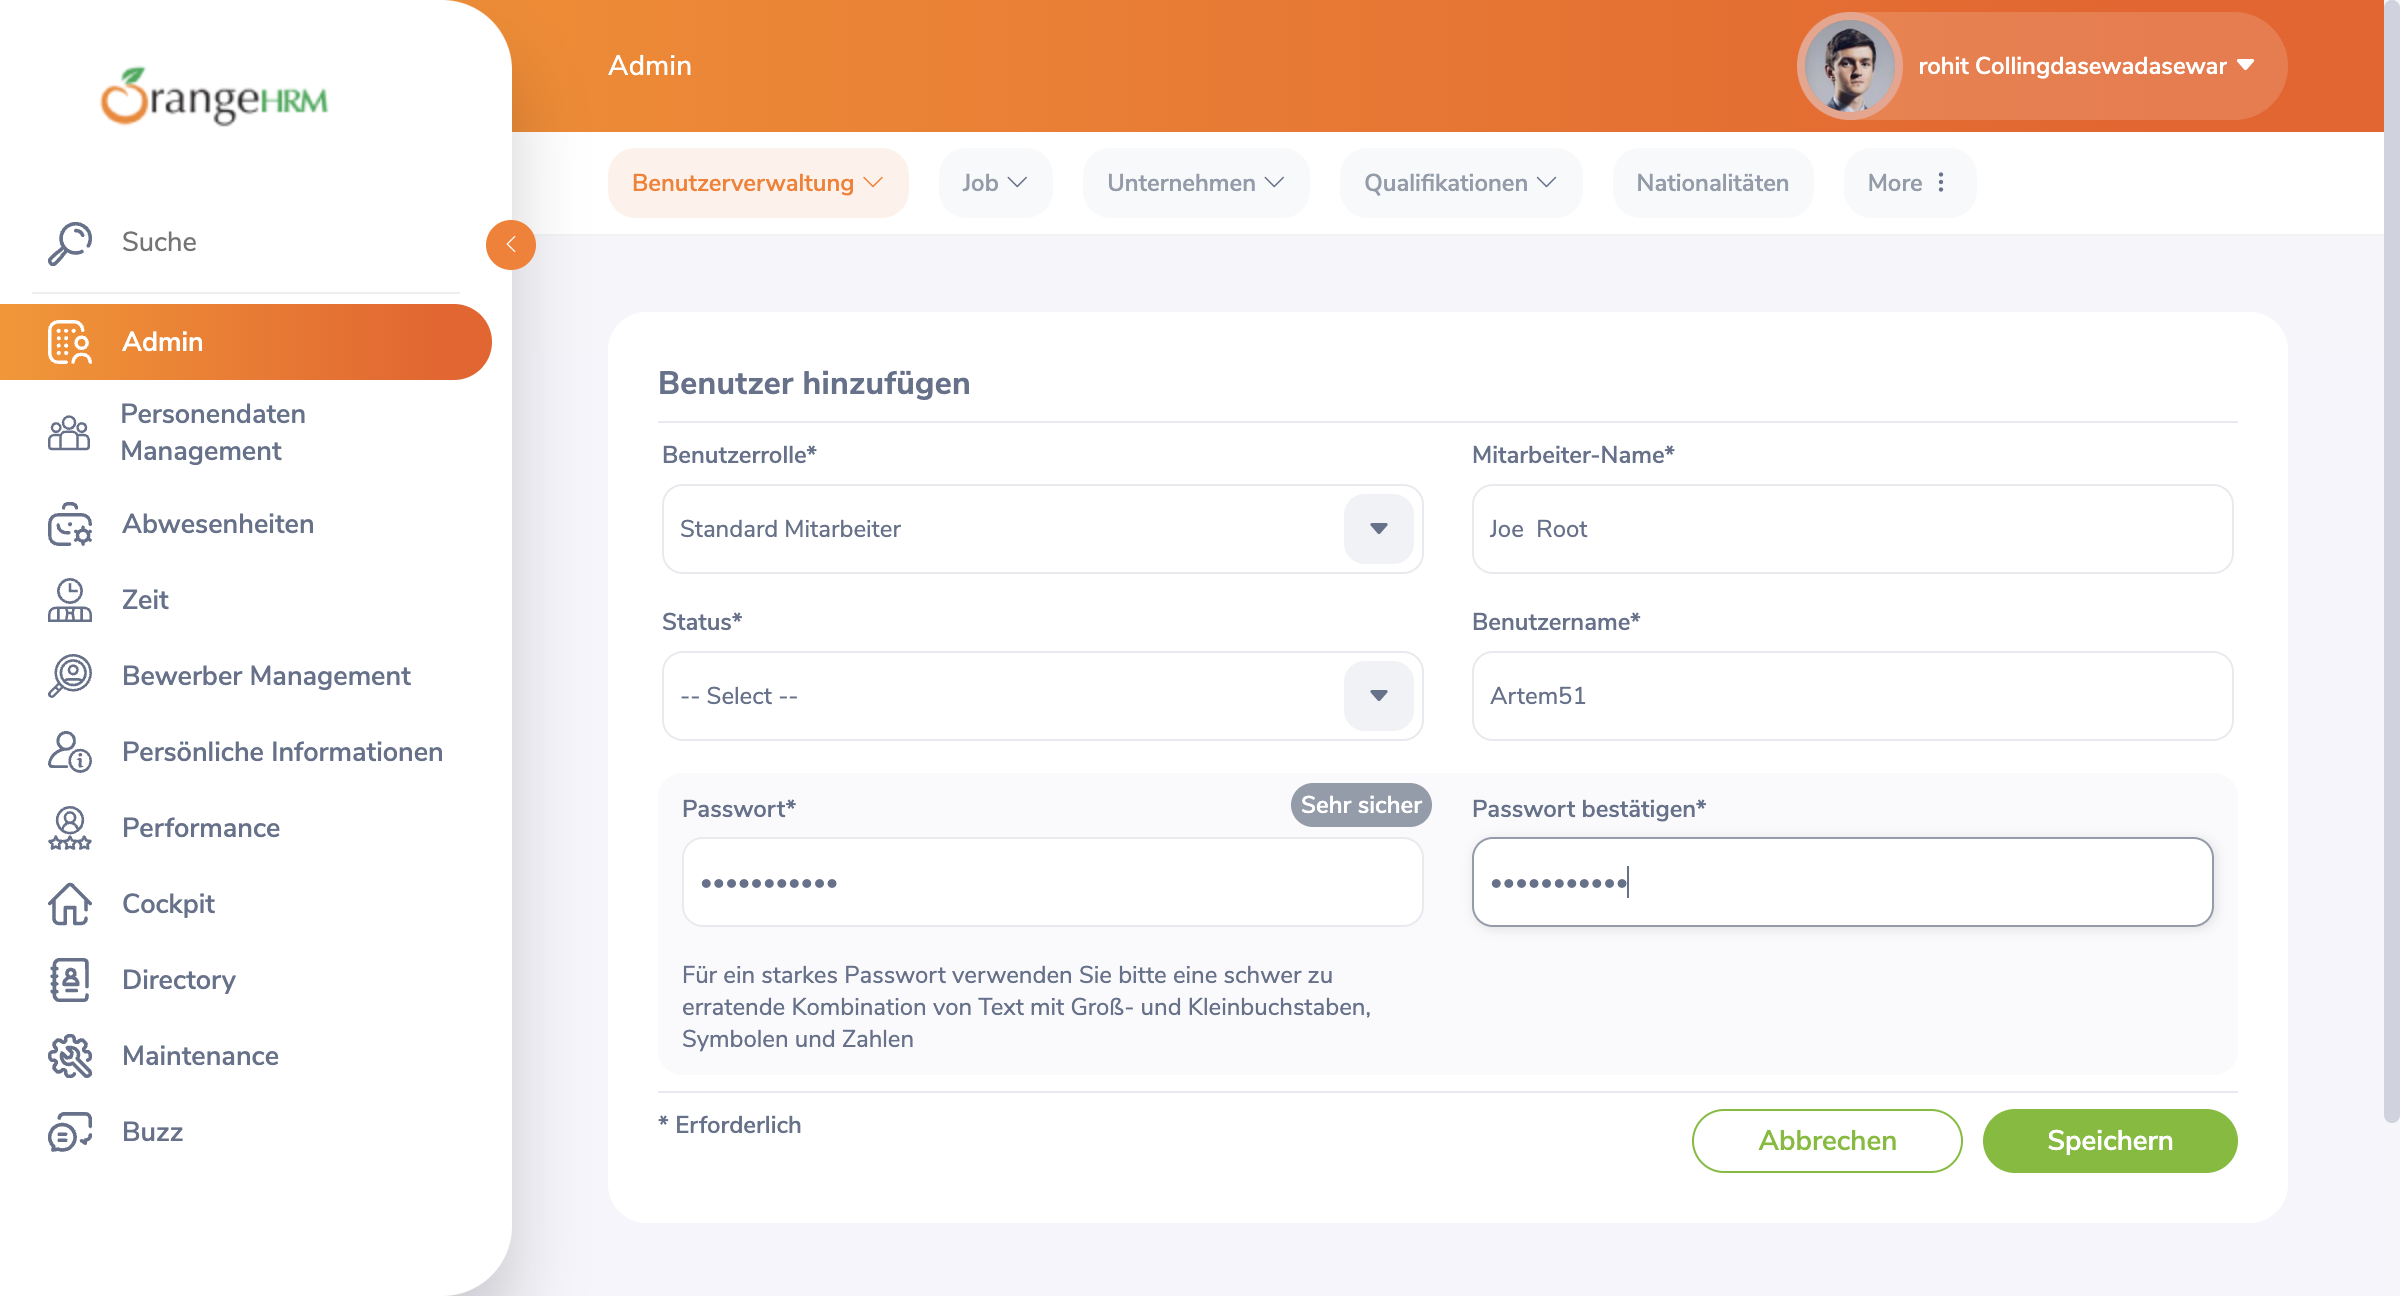 OrangeHRM
Suche
Admin
Personendaten
Management
Abwesenheiten
Zeit
Bewerber Management
Persönliche Informationen
Performance
Cockpit
Directory
Maintenance
Buzz
Admin
rohit Collingdasewadasewar
Benutzerverwaltung
Job
Unternehmen
Qualifikationen
Nationalitäten
More
Benutzer hinzufügen
Benutzerrolle*
Mitarbeiter-Name*
Standard Mitarbeiter
Joe  Root
Status*
Benutzername*
-- Select --
Artem51
Passwort*
Sehr sicher
Passwort bestätigen*
•••••••••••
•••••••••••
Für ein starkes Passwort verwenden Sie bitte eine schwer zu
erratende Kombination von Text mit Groß- und Kleinbuchstaben,
Symbolen und Zahlen
* Erforderlich
Abbrechen
Speichern